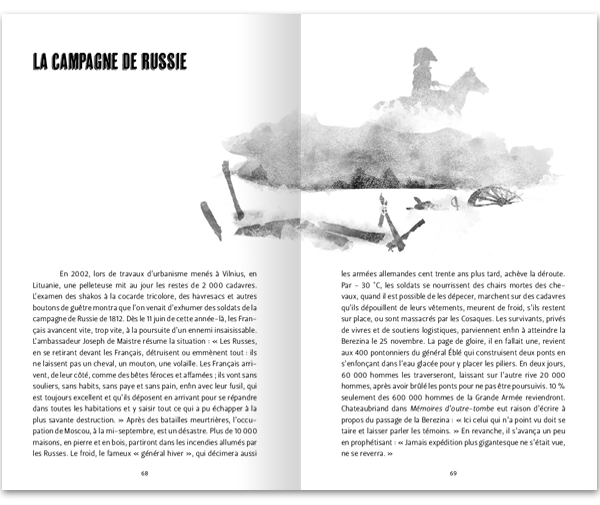 LA CAMPAGNE DE RUSSIE
En 2002, lors de travaux d'urbanisme menés à Vilnius, en
Lituanie, une pelleteuse mit au jour les restes de 2 000 cadavres.
L'examen des shakos à la cocarde tricolore, des havresacs et autres
boutons de guêtre montra que l'on venait d'exhumer des soldats de la
campagne de Russie de 1812. Dès le 11 juin de cette année-là, les Fran-
çais avancent vite, trop vite, à la poursuite d'un ennemi insaisissable.
L'ambassadeur Joseph de Maistre résume la situation : « Les Russes,
en se retirant devant les Français, détruisent ou emmènent tout : ils
ne laissent pas un cheval, un mouton, une volaille. Les Français arri-
vent, de leur côté, comme des bêtes féroces et affamées ; ils vont sans
souliers, sans habits, sans paye et sans pain, enfin avec leur fusil, qui
est toujours excellent et qu'ils déposent en arrivant pour se répandre
dans toutes les habitations et y saisir tout ce qui a pu échapper à la
plus savante destruction. » Après des batailles meurtrières, l'occu-
pation de Moscou, à la mi-septembre, est un désastre. Plus de 10 000
maisons, en pierre et en bois, partiront dans les incendies allumés par
les Russes. Le froid, le fameux « général hiver », qui décimera aussi
68
les armées allemandes cent trente ans plus tard, achève la déroute.
Par – 30 °C, les soldats se nourrissent des chairs mortes des che-
vaux, quand il est possible de les dépecer, marchent sur des cadavres
qu'ils dépouillent de leurs vêtements, meurent de froid, s'ils restent
sur place, ou sont massacrés par les Cosaques. Les survivants, privés
de vivres et de soutiens logistiques, parviennent enfin à atteindre la
Berezina le 25 novembre. La page de gloire, il en fallait une, revient
aux 400 pontonniers du général Éblé qui construisent deux ponts en
s'enfonçant dans l'eau glacée pour y placer les piliers. En deux jours,
60 000 hommes les traverseront, laissant sur l'autre rive 20 000
hommes, après avoir brûlé les ponts pour ne pas être poursuivis. 10 %
seulement des 600 000 hommes de la Grande Armée reviendront.
Chateaubriand dans Mémoires d'outre-tombe eut raison d'écrire à
propos du passage de la Berezina : « Ici celui qui n'a point vu doit se
taire et laisser parler les témoins. » En revanche, il s'avança un peu
en prophétisant : « Jamais expédition plus gigantesque ne s'était vue,
ne se reverra. »
69